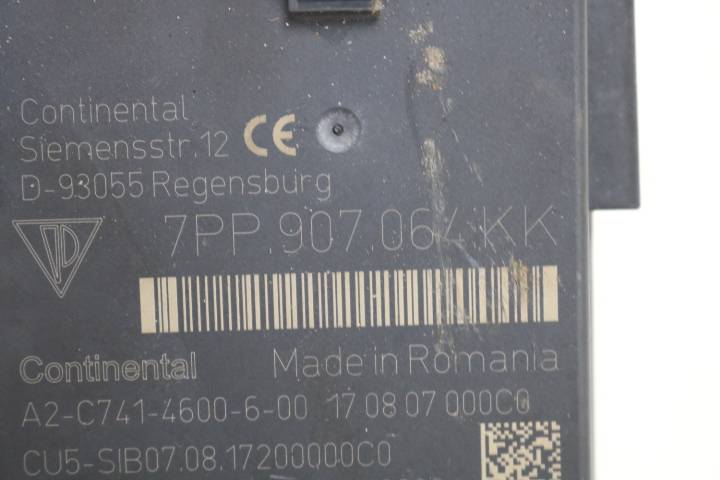 Continental
Siemensstr.12 CE
D-93055 Regensburg
7PP.907.064.KK
Continental Made in Romania
A2-C741-4600-6-00 17 08 07 000C0
CU5-SIB07.08.17200000C0